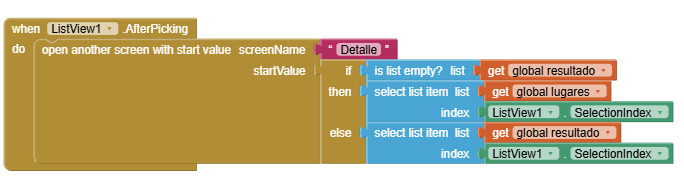 when ListView1 .AfterPicking
do open another screen with start value screenName " Detalle "
startValue if is list empty? list get global resultado
then select list item list get global lugares
index ListView1 . SelectionIndex
else select list item list get global resultado
index ListView1 . SelectionIndex